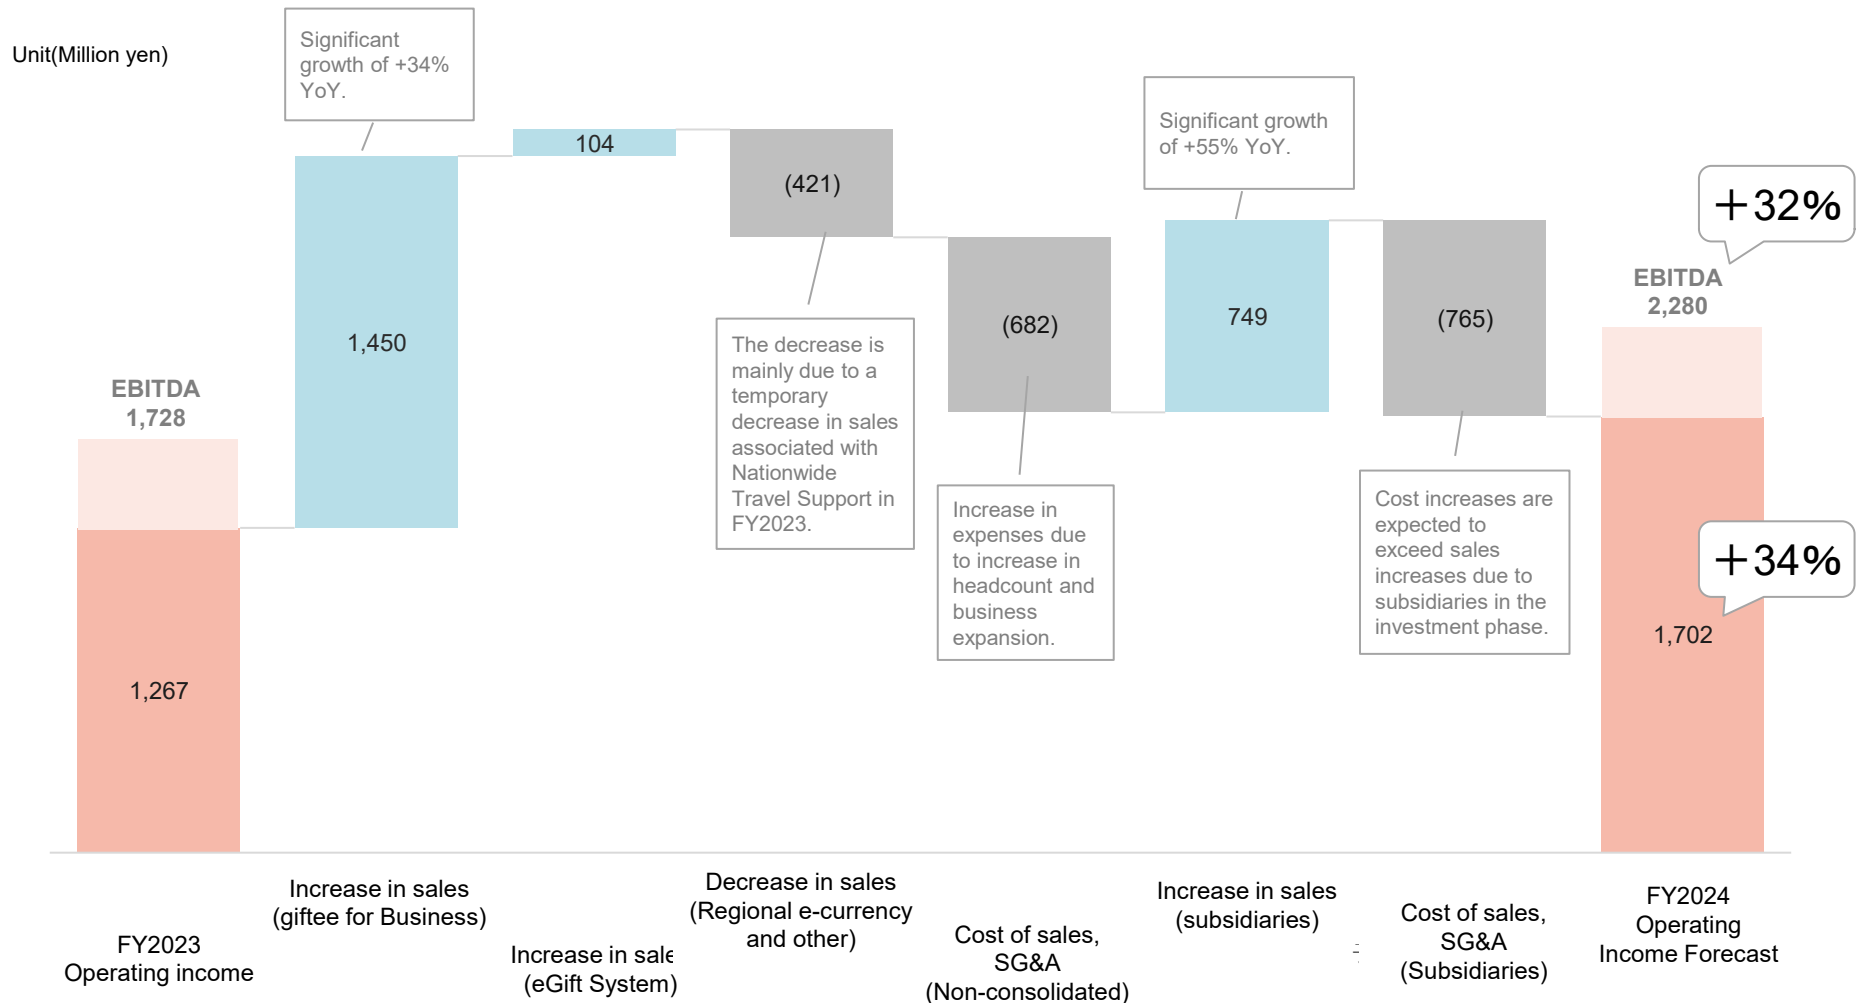 Unit(Million yen)
Significant
growth of +34%
YoY.
104
(421)
Significant growth
of +55% YoY.
+32%
EBITDA
2,280
1,450
(682)
749
(765)
EBITDA
1,728
The decrease is
mainly due to a
temporary
decrease in sales
associated with
Nationwide
Travel Support in
FY2023.
Increase in
expenses due
to increase in
headcount and
business
expansion.
Cost increases are
expected to
exceed sales
increases due to
subsidiaries in the
investment phase.
+34%
1,702
1,267
FY2023
Operating income
Increase in sales
(giftee for Business)
Increase in sale
(eGift System)
Decrease in sales
(Regional e-currency
and other)
Cost of sales,
SG&A
(Non-consolidated)
Increase in sales
(subsidiaries)
Cost of sales,
SG&A
(Subsidiaries)
FY2024
Operating
Income Forecast